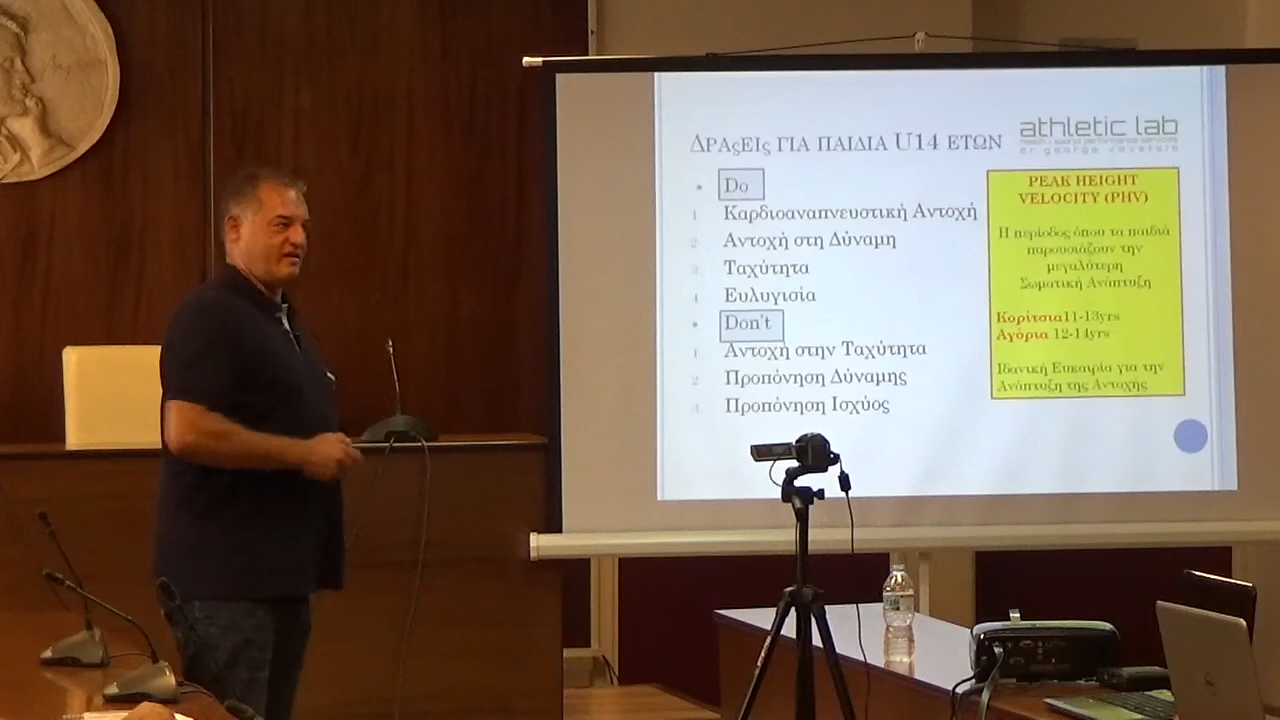 ΔΡΑςΕΙς ΓΙΑ ΠΑΙΔΙΑ U14 ΕΤΩΝ
athletic lab
Do
1. Καρδιοαναπνευστική Αντοχή
2. Αντοχή στη Δύναμη
3. Ταχύτητα
4. Ευλυγισία
Don't
1. Αντοχή στην Ταχύτητα
2. Προπόνηση Δύναμης
3. Προπόνηση Ισχύος
PEAK HEIGHT
VELOCITY (PHV)
Η περίοδος όπου τα παιδιά
παρουσιάζουν την
μεγαλύτερη
Σωματική Ανάπτυξη
Κορίτσια 11-13yrs
Αγόρια 12-14yrs
Ιδανική Ευκαιρία για την
Ανάπτυξη της Αντοχής